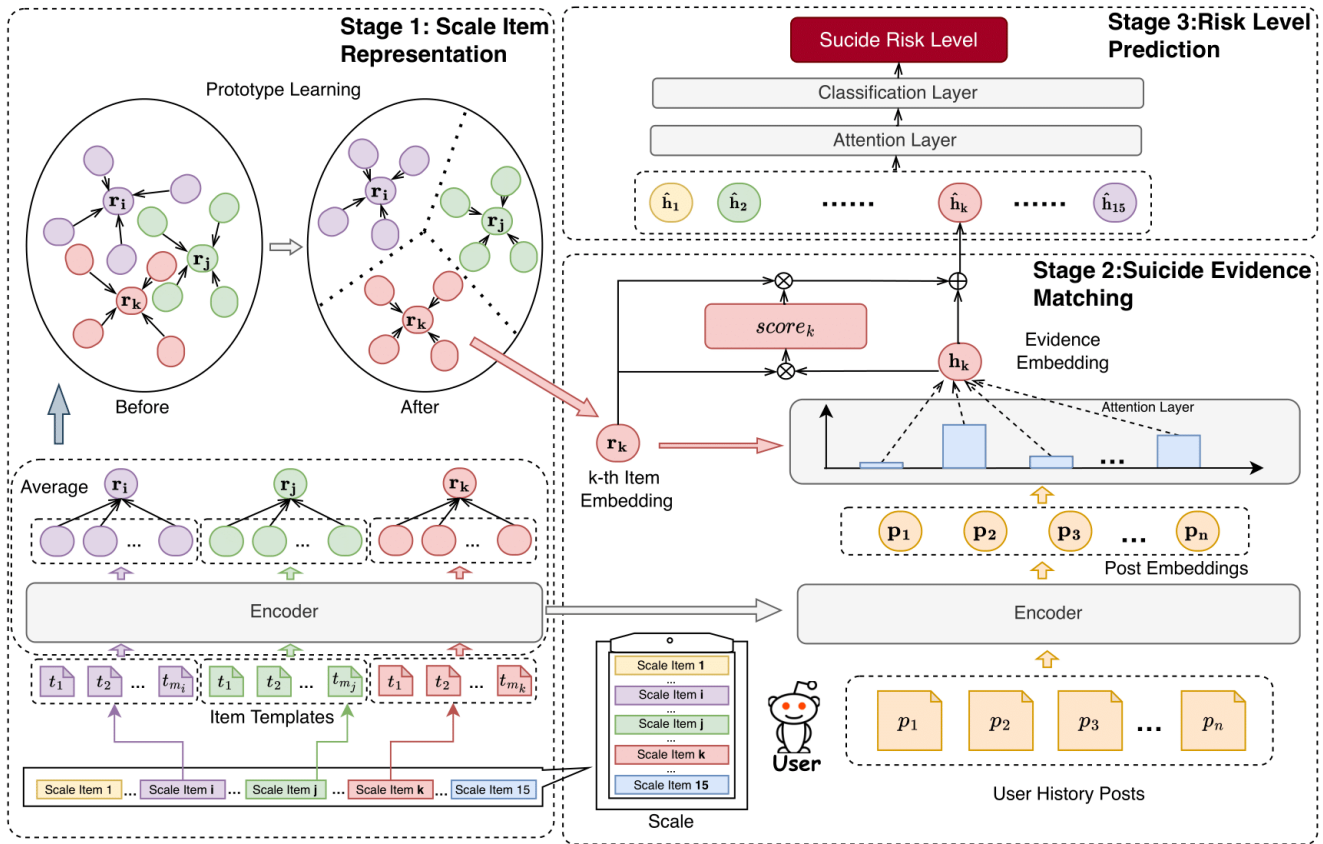 Stage 1: Scale Item
Representation
Prototype Learning
r_i
r_j
r_k
Before
r_i
r_j
r_k
After
Average
r_i
r_j
r_k
...
...
...
Encoder
t_1 t_2 ... t_{m_i}
t_1 t_2 ... t_{m_j}
t_1 t_2 ... t_{m_k}
Item Templates
Scale Item 1 ... Scale Item i ... Scale Item j ... Scale Item k ... Scale Item 15
Stage 3:Risk Level
Prediction
Sucide Risk Level
Classification Layer
Attention Layer
ĥ_1 ĥ_2 ...... ĥ_k ...... ĥ_{15}
Stage 2:Suicide Evidence
Matching
⊗ ⊕
score_k
⊗
h_k
Evidence
Embedding
r_k
k-th Item
Embedding
Attention Layer
...
p_1 p_2 p_3 ... p_n
Post Embeddings
Encoder
Scale Item 1
...
Scale Item i
...
Scale Item j
...
Scale Item k
...
Scale Item 15
Scale
User
p_1 p_2 p_3 ... p_n
User History Posts